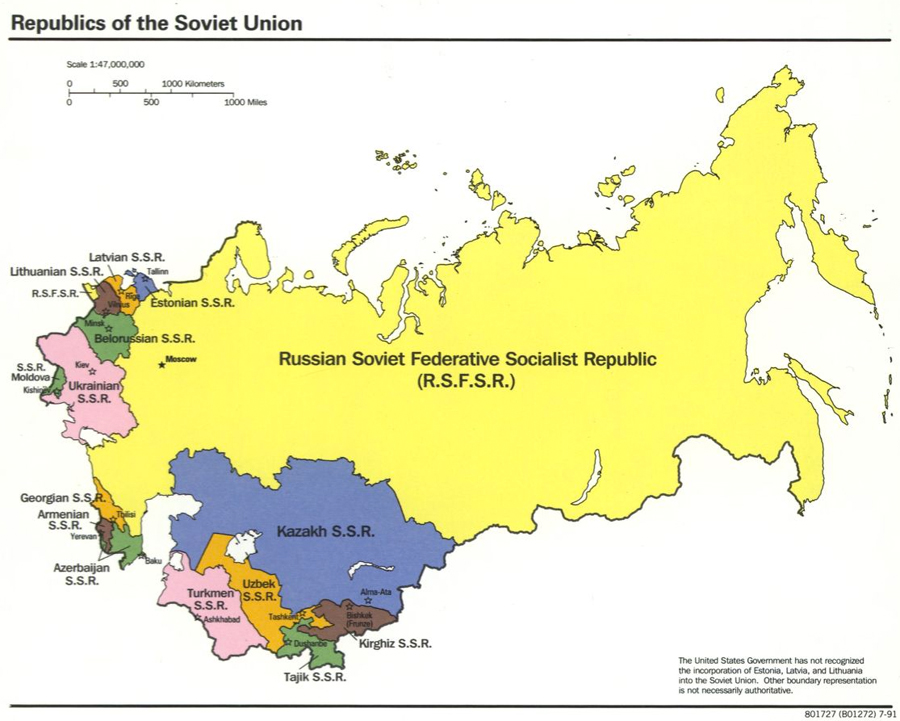 Republics of the Soviet Union
Scale 1:47,000,000
0 500 1000 Kilometers
0 500 1000 Miles
Latvian S.S.R.
Lithuanian S.S.R.
Tallinn
R.S.F.S.R.
Riga
Estonian S.S.R.
Vilnius
Minsk
Belorussian S.S.R.
Moscow
Russian Soviet Federative Socialist Republic
(R.S.F.S.R.)
S.S.R.
Moldova
Kiev
Kishinev
Ukrainian
S.S.R.
Georgian S.S.R.
Armenian
S.S.R.
Tbilisi
Yerevan
Kazakh S.S.R.
Baku
Azerbaijan
S.S.R.
Turkmen
S.S.R.
Ashkhabad
Uzbek
S.S.R.
Alma-Ata
Tashkent
Bishkek
(Frunze)
Dushanbe
Kirghiz S.S.R.
Tajik S.S.R.
The United States Government has not recognized
the incorporation of Estonia, Latvia, and Lithuania
into the Soviet Union. Other boundary representation
is not necessarily authoritative.
801727 (B01272) 7-91